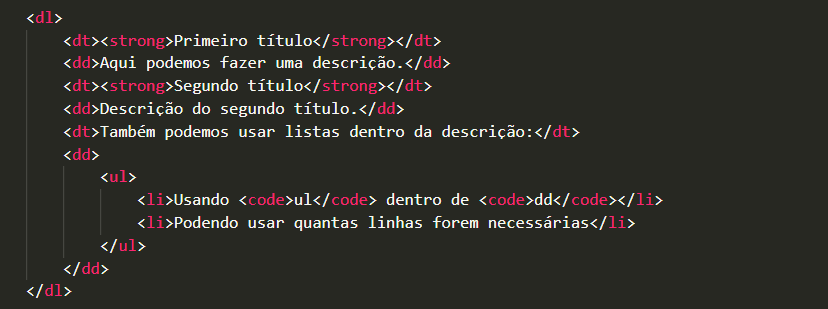 <dl>
<dt><strong>Primeiro título</strong></dt>
<dd>Aqui podemos fazer uma descrição.</dd>
<dt><strong>Segundo título</strong></dt>
<dd>Descrição do segundo título.</dd>
<dt>Também podemos usar listas dentro da descrição:</dt>
<dd>
<ul>
<li>Usando <code>ul</code> dentro de <code>dd</code></li>
<li>Podendo usar quantas linhas forem necessárias</li>
</ul>
</dd>
</dl>